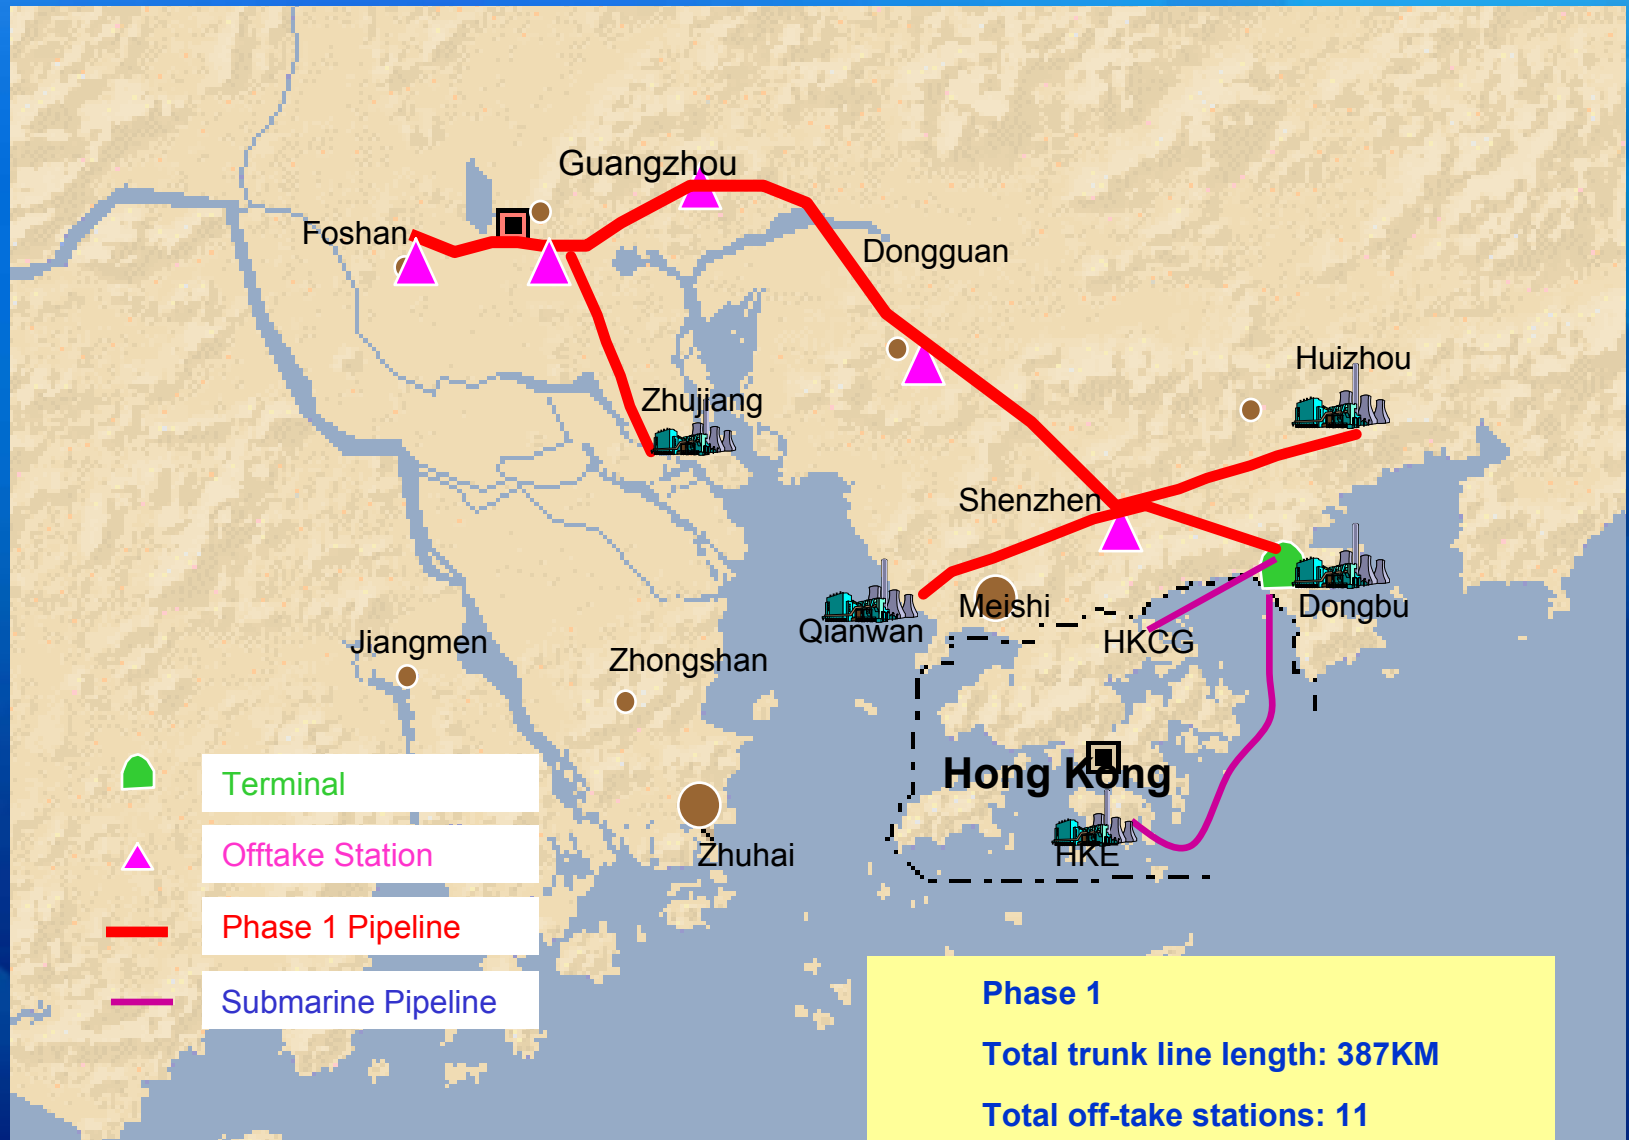 Guangzhou
Foshan
Dongguan
Huizhou
Zhujiang
Shenzhen
Meishi
Dongbu
Qianwan
HKCG
Jiangmen
Zhongshan
Hong Kong
Zhuhai
HKE
Terminal
Offtake Station
Phase 1 Pipeline
Submarine Pipeline
Phase 1
Total trunk line length: 387KM
Total off-take stations: 11